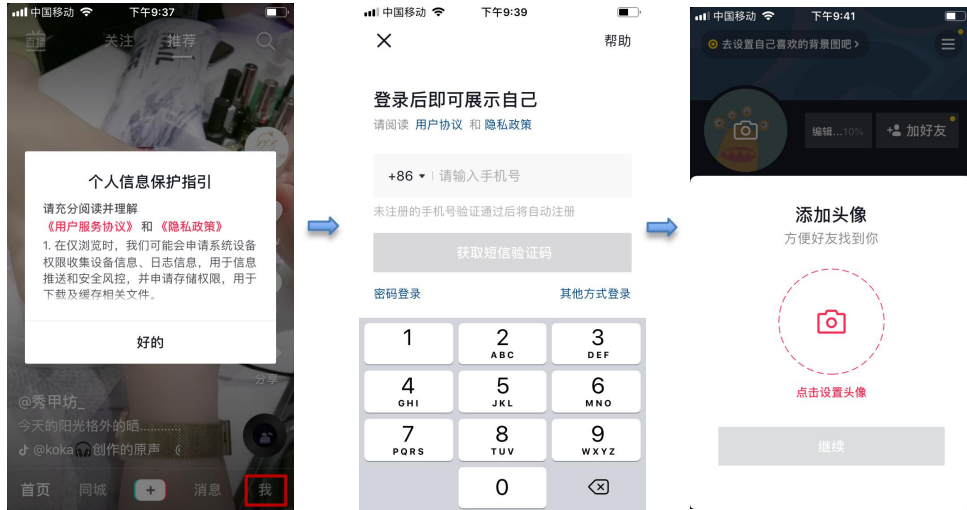 中国移动 下午9:37
直播 关注 推荐
个人信息保护指引
请充分阅读并理解
《用户服务协议》 和 《隐私政策》
1. 在仅浏览时，我们可能会申请系统设备
权限收集设备信息、日志信息，用于信息
推送和安全风控，并申请存储权限，用于
下载及缓存相关文件。
好的
分享
@秀甲坊_
今天的阳光格外的晒............
@koka🎧创作的原声
首页 同城 消息 我
中国移动 下午9:39
帮助
登录后即可展示自己
请阅读 用户协议 和 隐私政策
+86 请输入手机号
未注册的手机号验证通过后将自动注册
获取短信验证码
密码登录 其他方式登录
1 2 3
ABC DEF
4 5 6
GHI JKL MNO
7 8 9
PQRS TUV WXYZ
0
中国移动 下午9:41
去设置自己喜欢的背景图吧 >
编辑...10% 加好友
添加头像
方便好友找到你
点击设置头像
继续